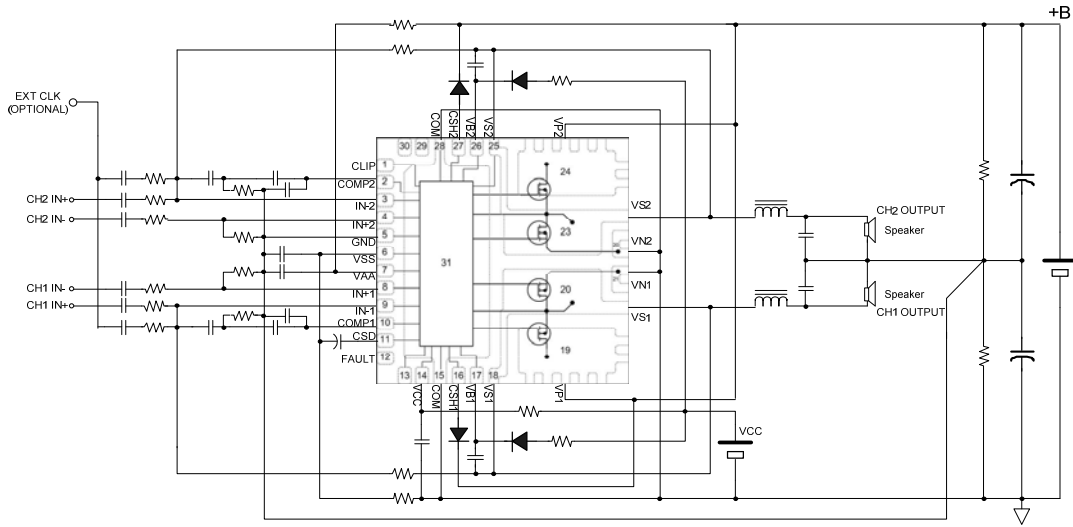 +B
EXT CLK
(OPTIONAL)
COM
CSH2
VB2
VS2
VP2
30 29 28 27 26 25
CLIP
1
COMP2
2
CH2 IN+
3
IN-2
CH2 IN-
4
IN+2
5
GND
6
VSS
7
VAA
CH1 IN-
8
IN+1
CH1 IN+
9
IN-1
10
COMP1
11
CSD
12
FAULT
31
24
23
20
19
VS2
VN2
VN1
VS1
CH2 OUTPUT
Speaker
Speaker
CH1 OUTPUT
13 14 15 16 17 18
VCC
COM
CSH1
VB1
VS1
VP1
VCC